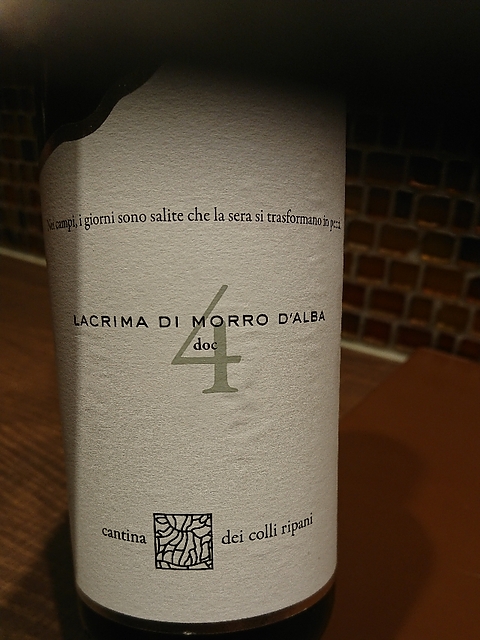 Nei campi, i giorni sono salite che la sera si trasformano in
LACRIMA DI MORRO D'ALBA
doc
4
cantina dei colli ripani